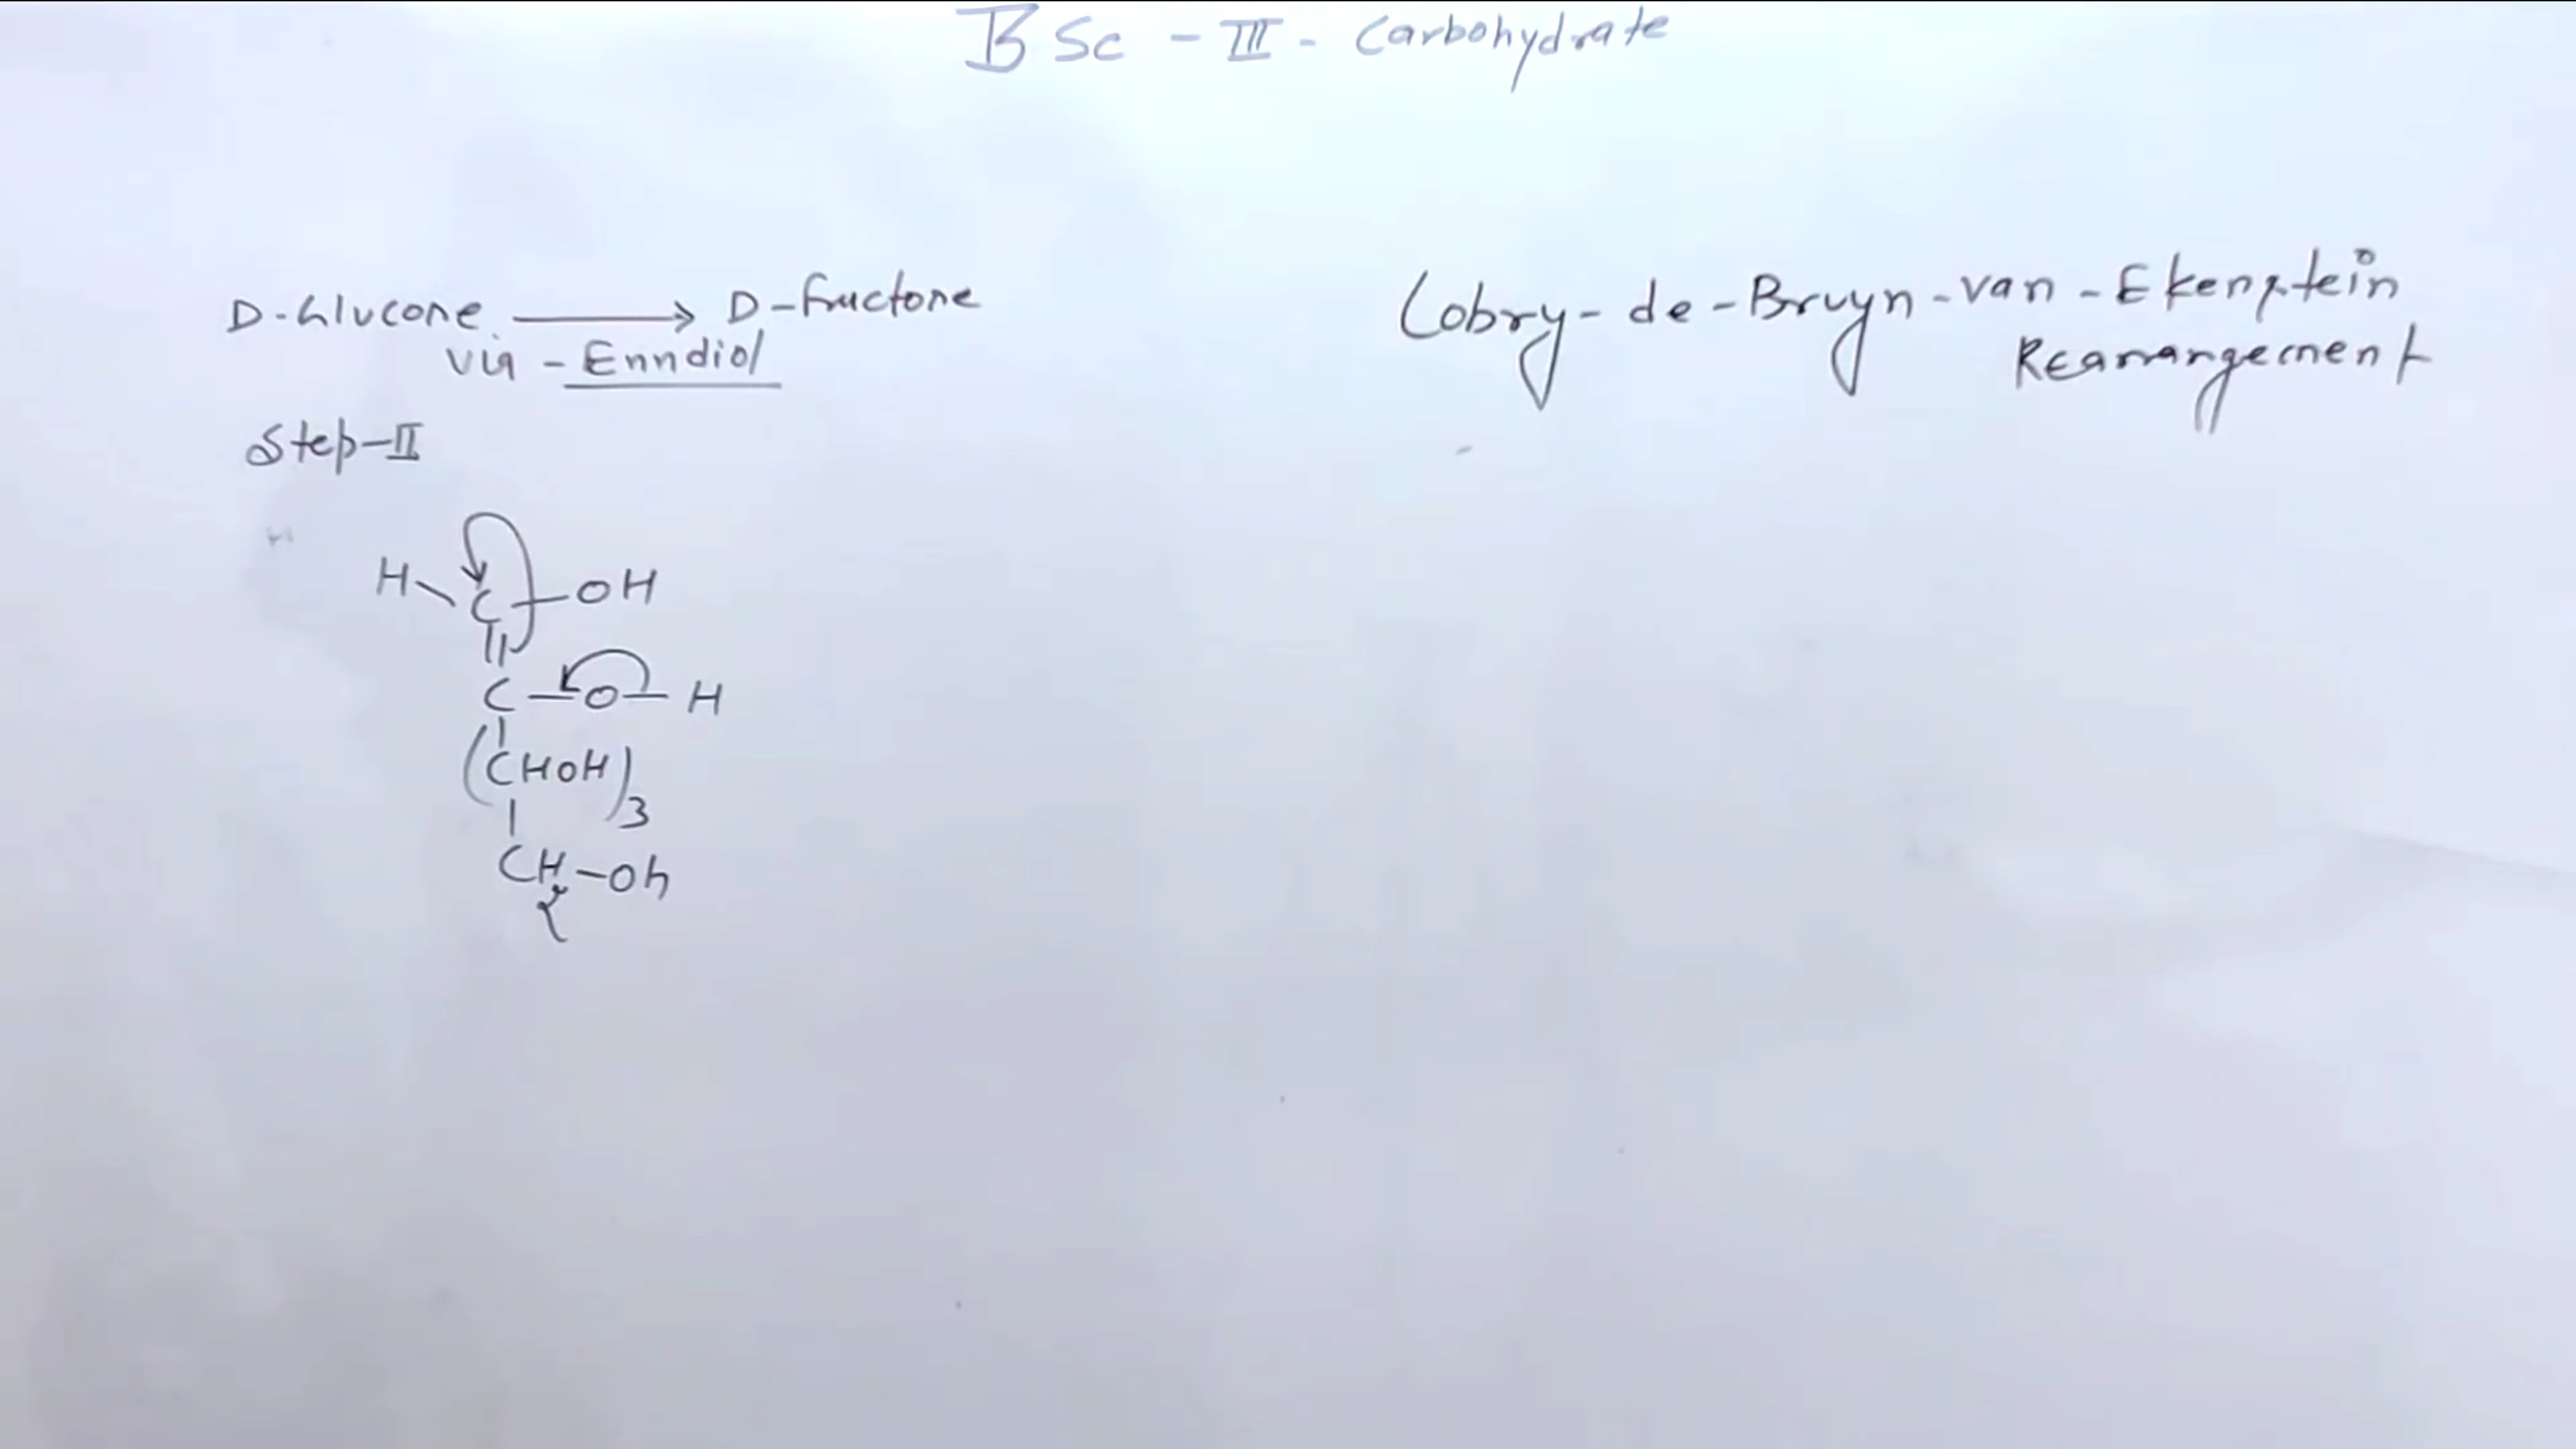 BSc - III - Carbohydrate
D-Glucose ⟶ D-fructose
via - Enndiol
Lobry-de-Bruyn-van-Ekenstein
Rearrangement
Step-II
H C OH
C - O - H
(CHOH)3
CH2-Oh